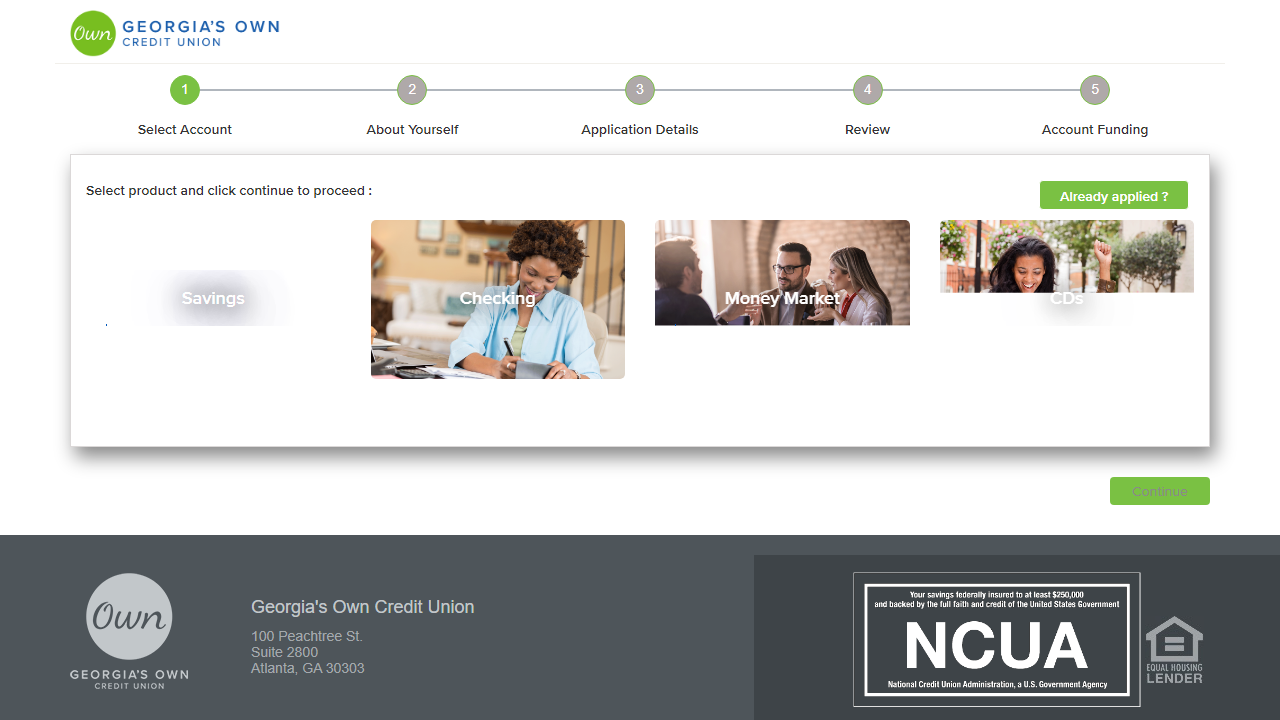 Own
GEORGIA'S OWN
CREDIT UNION
1
2
3
4
5
Select Account
About Yourself
Application Details
Review
Account Funding
Select product and click continue to proceed :
Already applied ?
Savings
Checking
Money Market
CDs
Continue
Own
GEORGIA'S OWN
CREDIT UNION
Georgia's Own Credit Union
100 Peachtree St.
Suite 2800
Atlanta, GA 30303
Your savings federally insured to at least $250,000
and backed by the full faith and credit of the United States Government
NCUA
National Credit Union Administration, a U.S. Government Agency
EQUAL HOUSING
LENDER